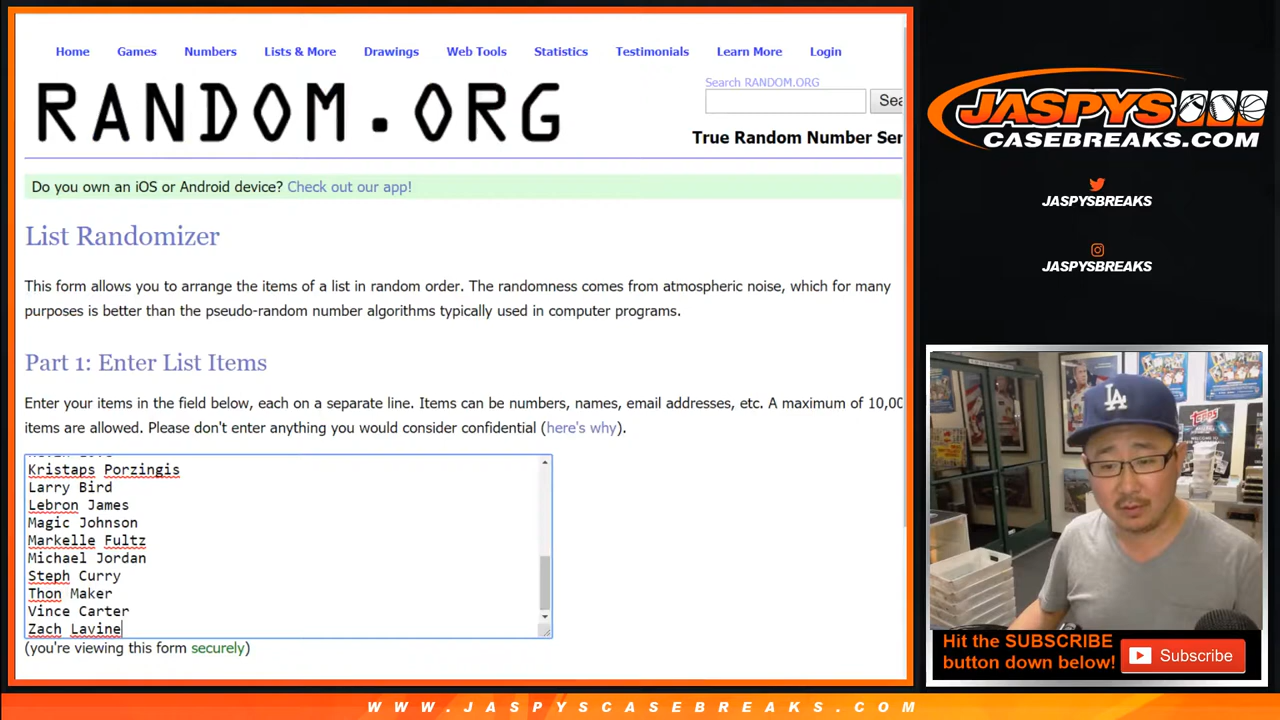 Home Games Numbers Lists & More Drawings Web Tools Statistics Testimonials Learn More Login
RANDOM.ORG
Search RANDOM.ORG
Sea
True Random Number Ser
Do you own an iOS or Android device? Check out our app!
List Randomizer
This form allows you to arrange the items of a list in random order. The randomness comes from atmospheric noise, which for many
purposes is better than the pseudo-random number algorithms typically used in computer programs.
Part 1: Enter List Items
Enter your items in the field below, each on a separate line. Items can be numbers, names, email addresses, etc. A maximum of 10,00
items are allowed. Please don't enter anything you would consider confidential (here's why).
Kristaps Porzingis
Larry Bird
Lebron James
Magic Johnson
Markelle Fultz
Michael Jordan
Steph Curry
Thon Maker
Vince Carter
Zach Lavine
(you're viewing this form securely)
JASPYS
CASEBREAKS.COM
JASPYSBREAKS
JASPYSBREAKS
LA
TOPPS
Hit the SUBSCRIBE
button down below!
Subscribe
WWW.JASPYSCASEBREAKS.COM